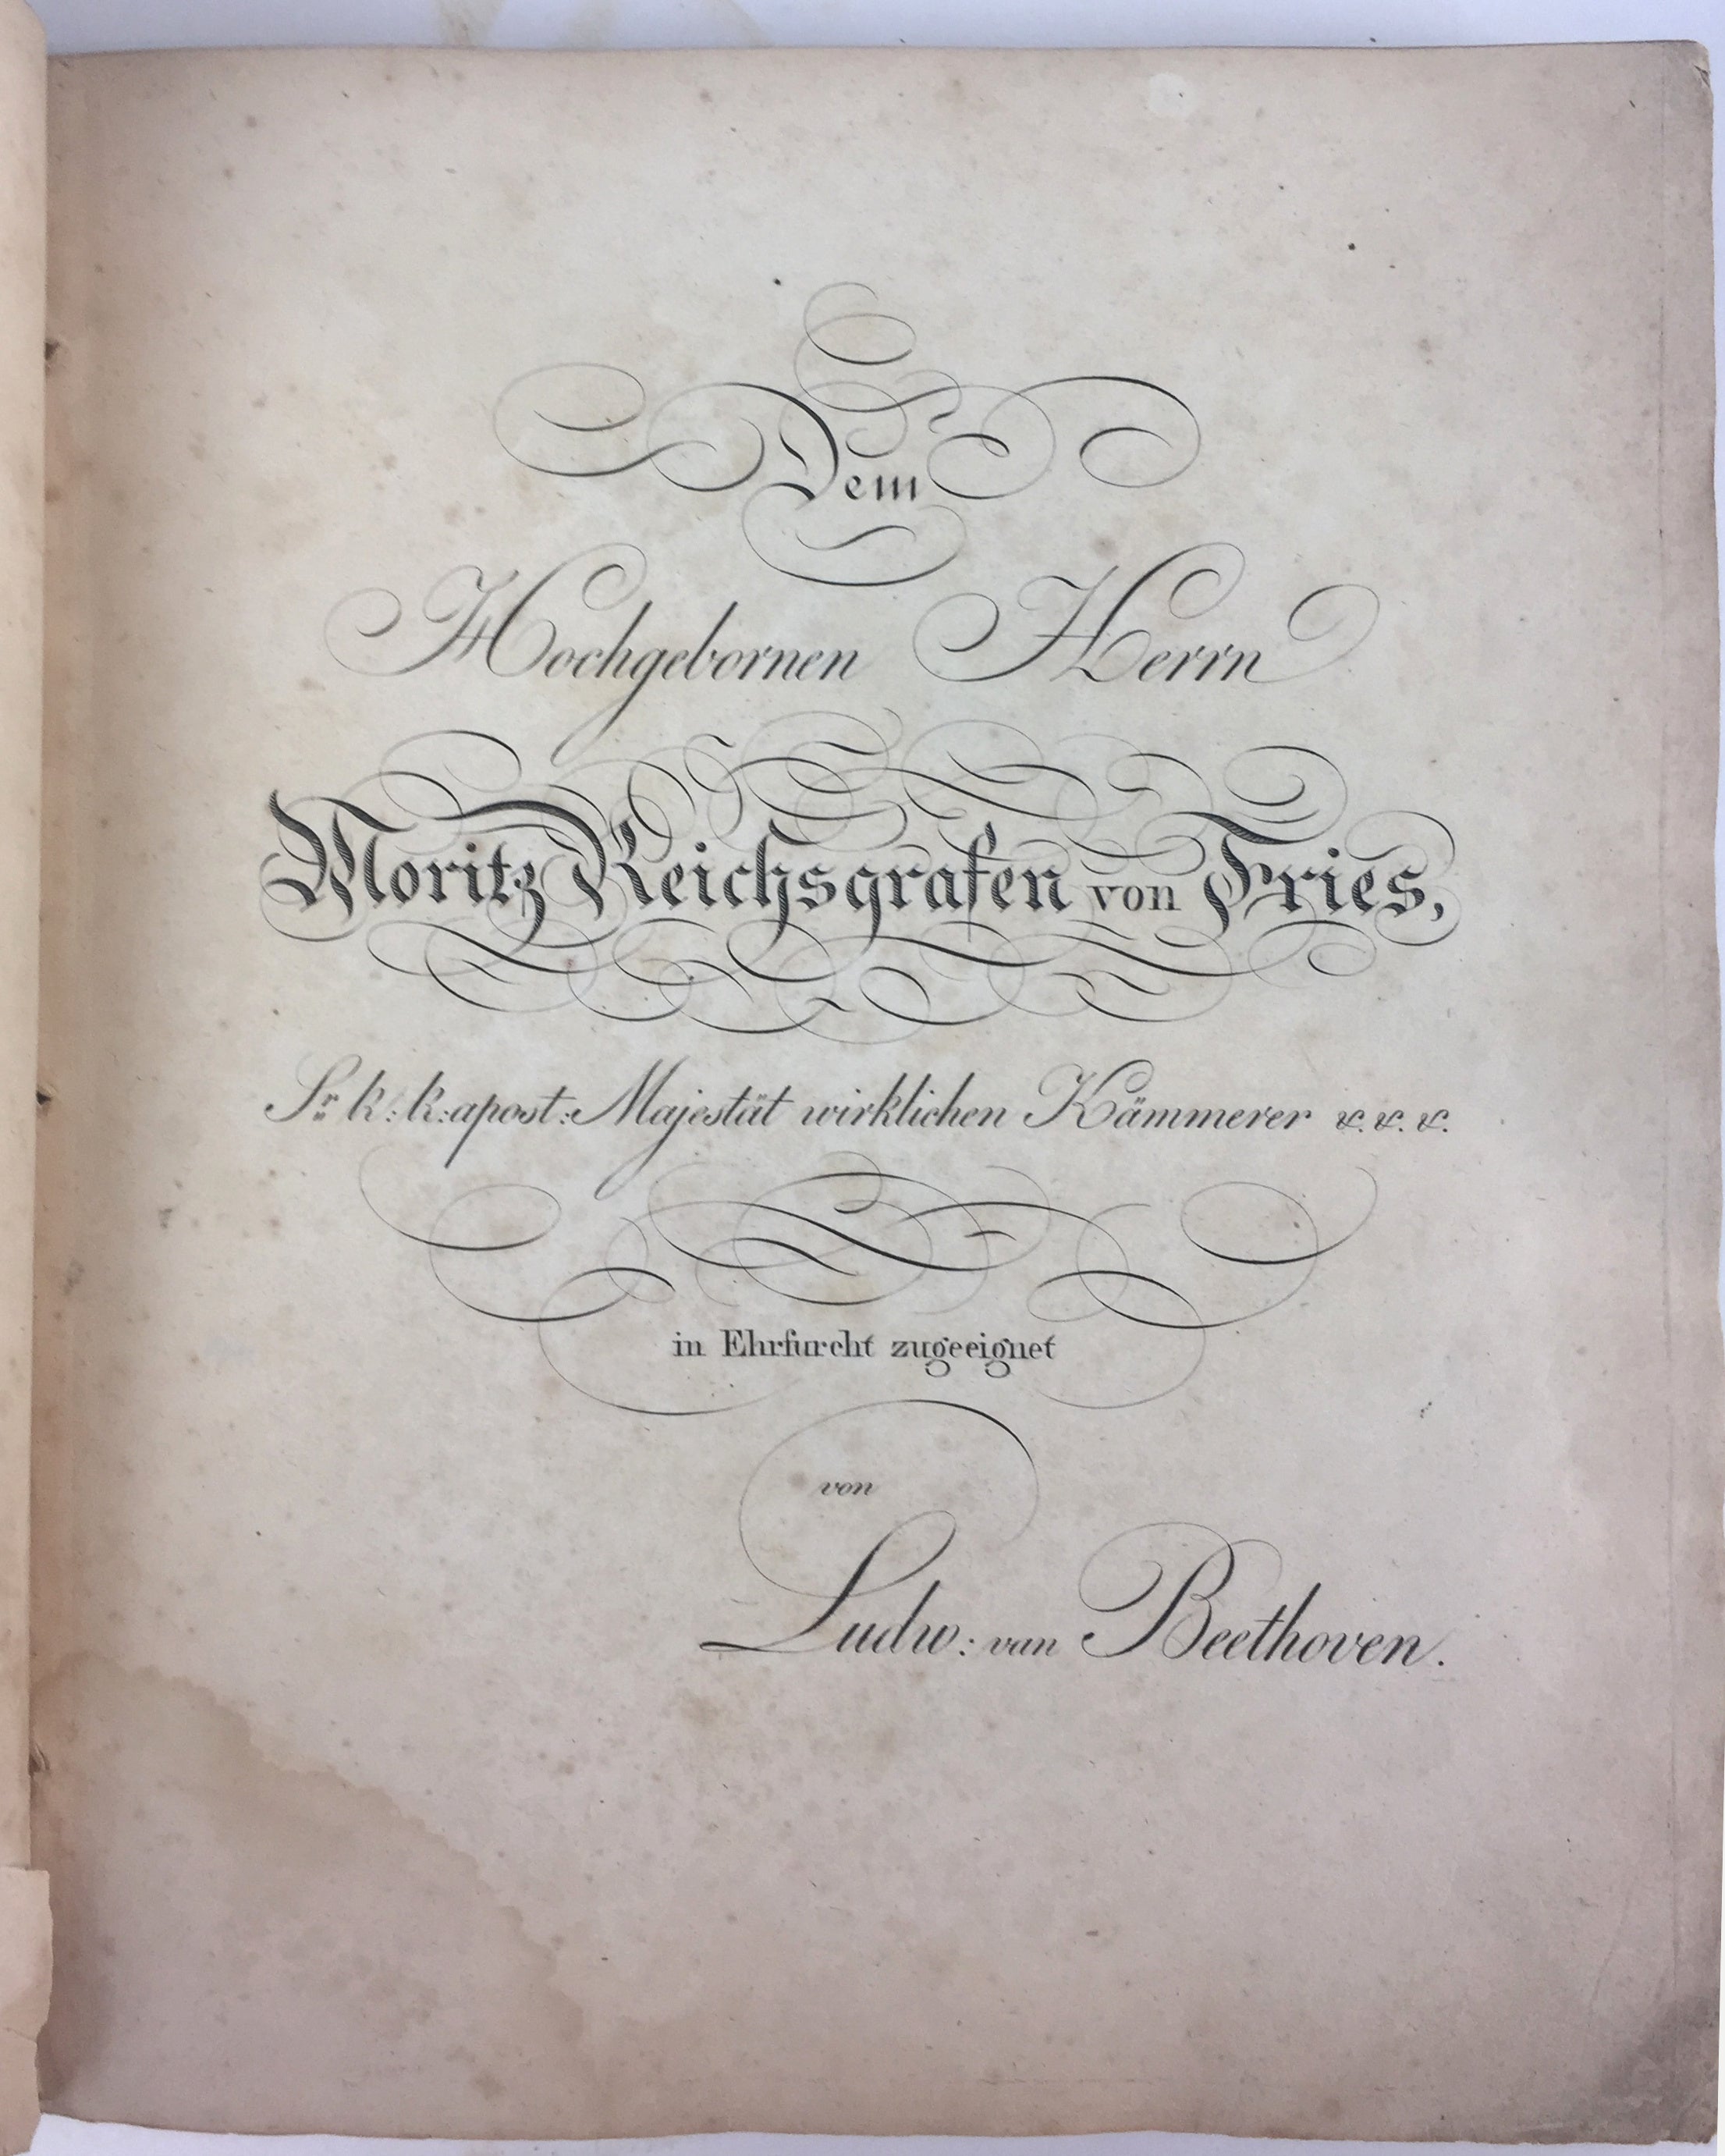 Dem
Hochgebornen Herrn
Moritz Reichsgrafen von Fries,
Sr. k: k: apost: Majestät wirklichen Kämmerer &. &. &.
in Ehrfurcht zugeeignet
von
Ludw: van Beethoven.